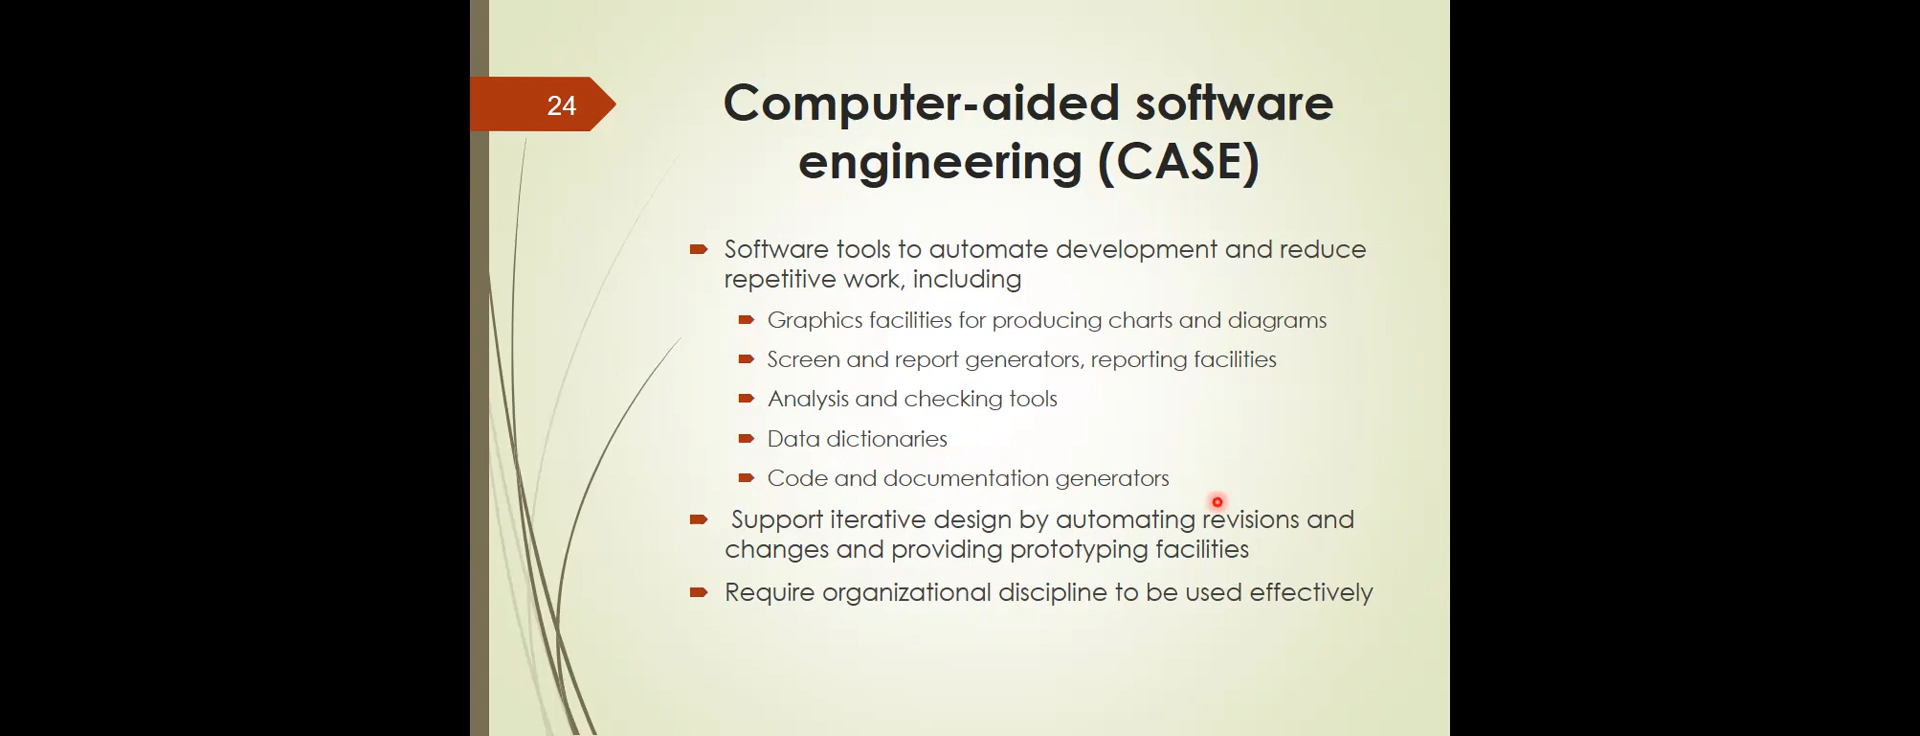 24
Computer-aided software
engineering (CASE)
Software tools to automate development and reduce
repetitive work, including
Graphics facilities for producing charts and diagrams
Screen and report generators, reporting facilities
Analysis and checking tools
Data dictionaries
Code and documentation generators
Support iterative design by automating revisions and
changes and providing prototyping facilities
Require organizational discipline to be used effectively